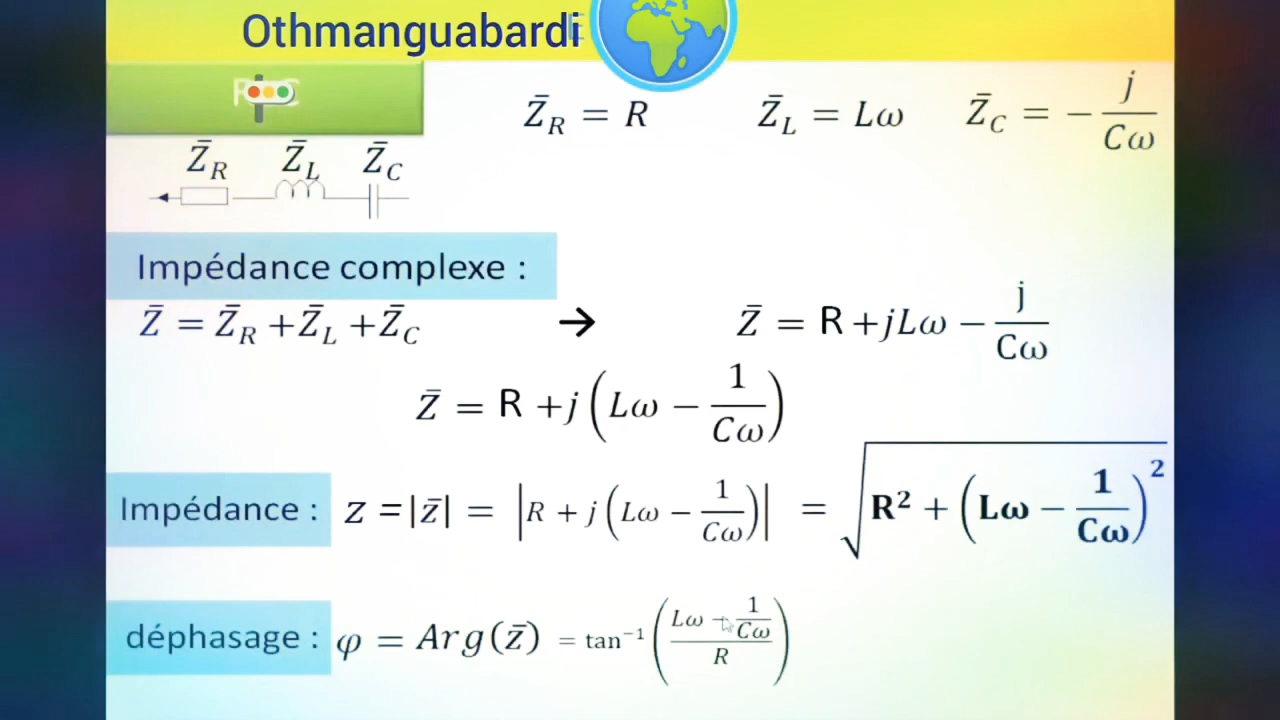 Othmanguabardi
Z̄_R = R    Z̄_L = Lω    Z̄_C = − j/(Cω)
Z̄_R Z̄_L Z̄_C
Impédance complexe :
Z̄ = Z̄_R + Z̄_L + Z̄_C → Z̄ = R + jLω − j/(Cω)
Z̄ = R + j(Lω − 1/(Cω))
Impédance : z = |z̄| = |R + j(Lω − 1/(Cω))| = √(R² + (Lω − 1/(Cω))²)
déphasage : φ = Arg(z̄) = tan⁻¹((Lω − 1/(Cω))/R)